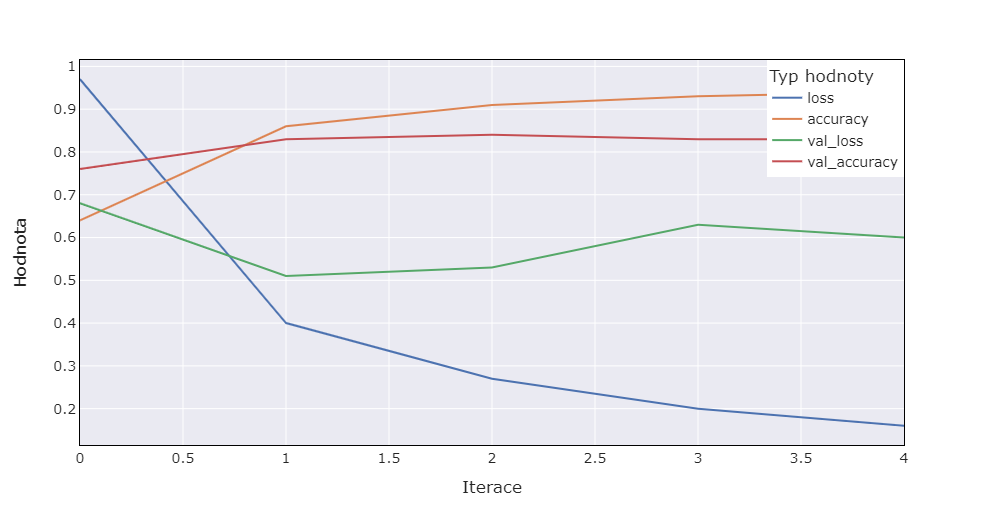 1
0.9
0.8
0.7
0.6
0.5
0.4
0.3
0.2
Hodnota
Typ hodnoty
loss
accuracy
val_loss
val_accuracy
0 0.5 1 1.5 2 2.5 3 3.5 4
Iterace